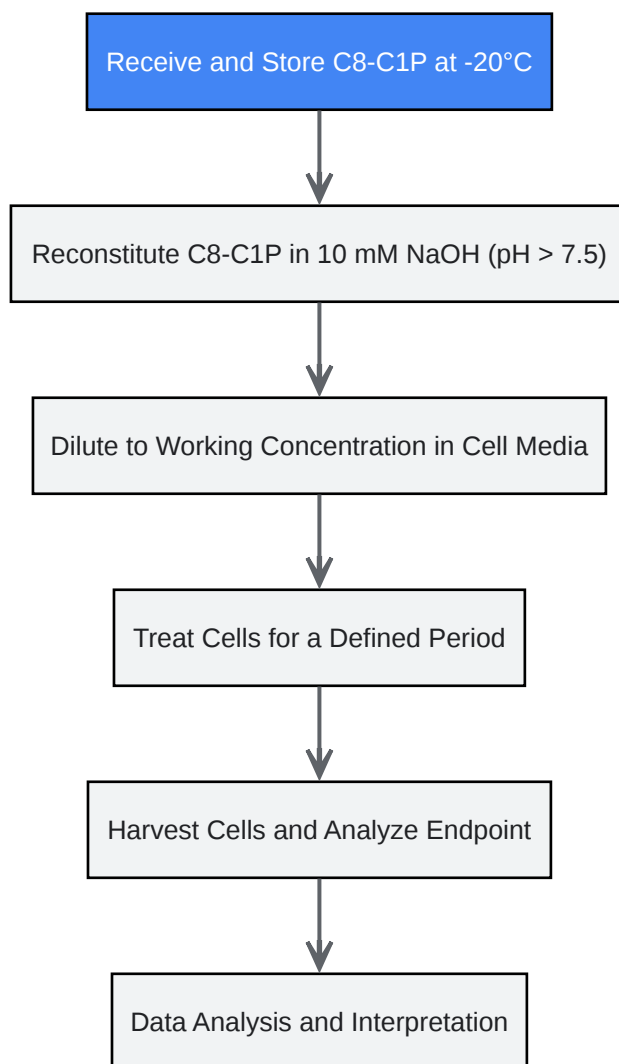 Receive and Store C8-C1P at -20°C
Reconstitute C8-C1P in 10 mM NaOH (pH > 7.5)
Dilute to Working Concentration in Cell Media
Treat Cells for a Defined Period
Harvest Cells and Analyze Endpoint
Data Analysis and Interpretation